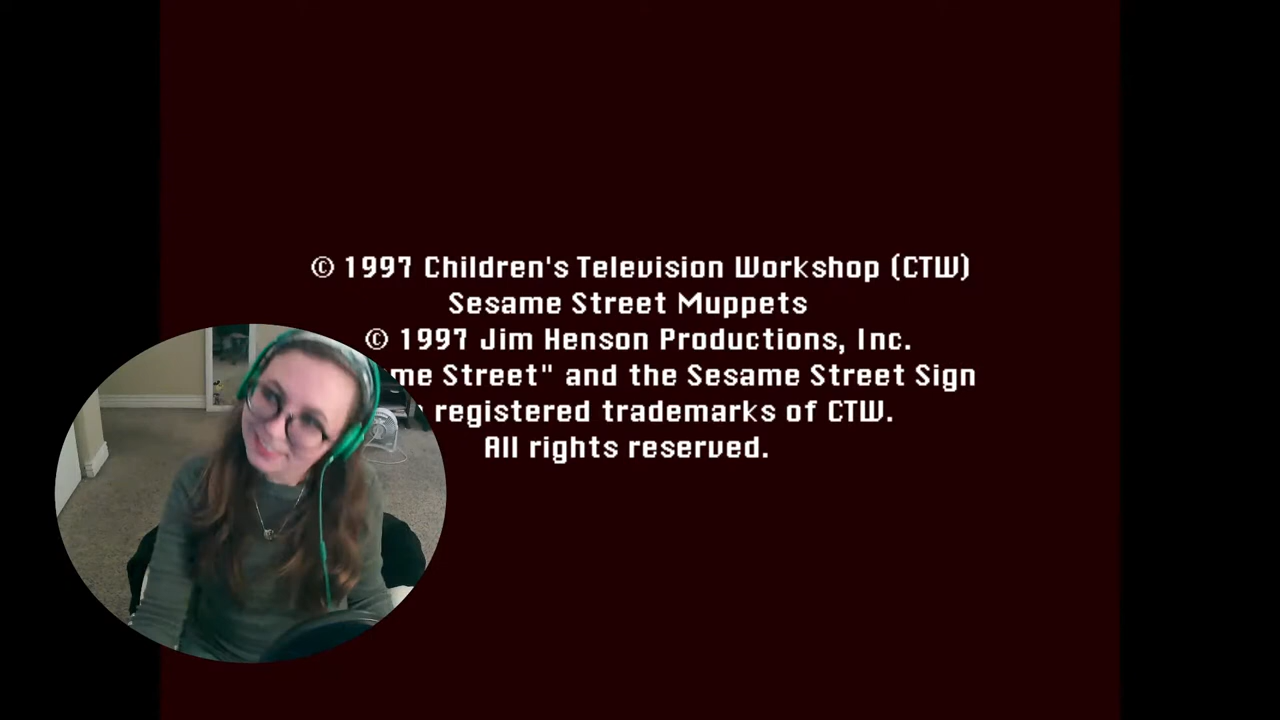 © 1997 Children's Television Workshop (CTW)
Sesame Street Muppets
© 1997 Jim Henson Productions, Inc.
Street" and the Sesame Street Sign
registered trademarks of CTW.
All rights reserved.